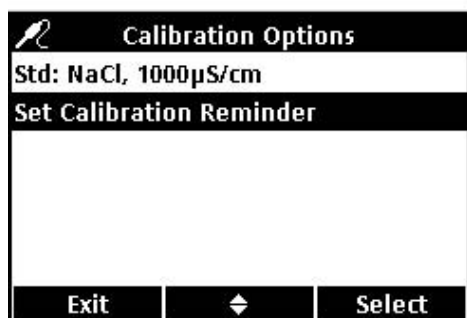 Calibration Options
Std: NaCl, 1000µS/cm
Set Calibration Reminder
Exit Select